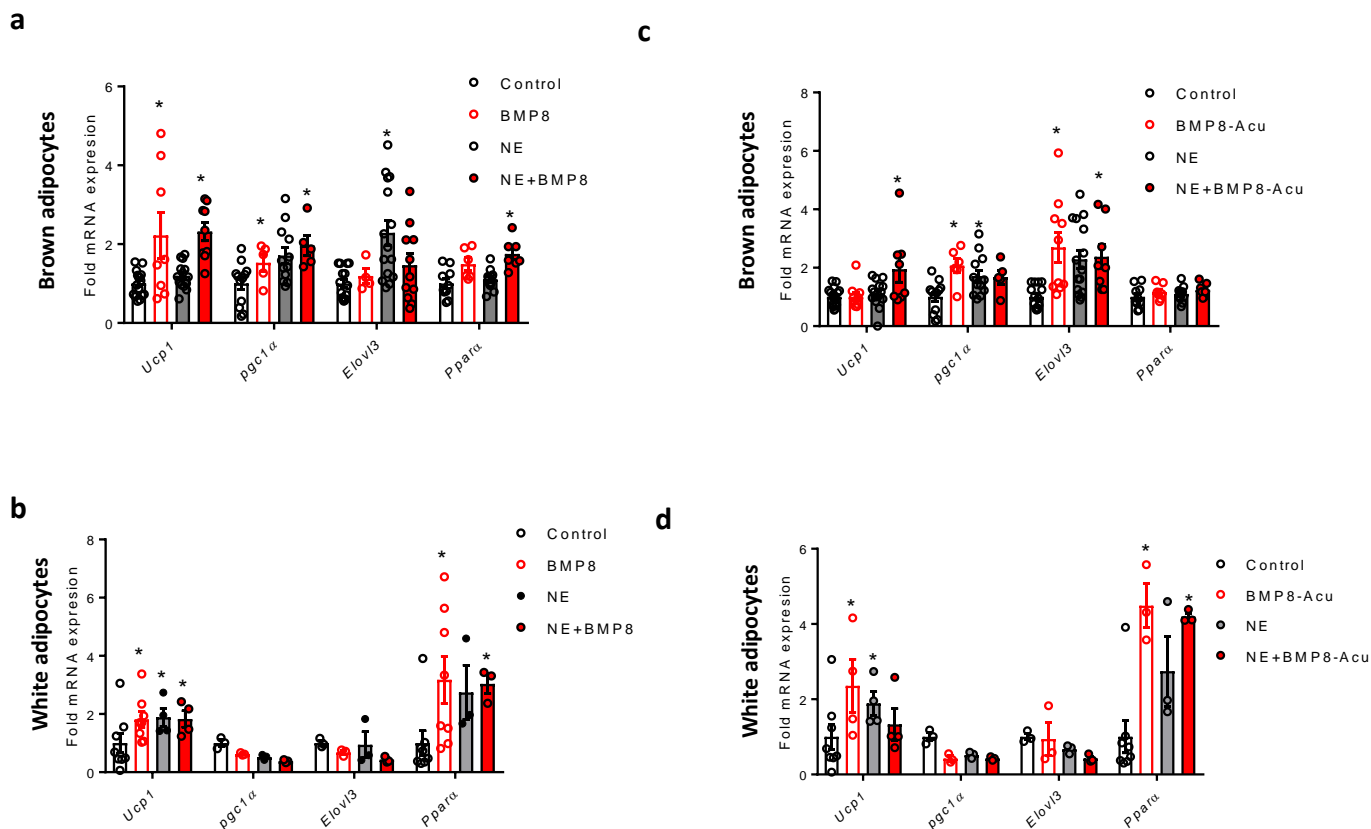 a
Brown adipocytes
Fold mRNA expresion
6
4
2
0
*
*
*
*
*
*
Ucp1
pgc1α
Elovl3
Pparα
Control
BMP8
NE
NE+BMP8
c
Brown adipocytes
Fold mRNA expresion
8
6
4
2
0
*
*
*
*
*
Ucp1
pgc1α
Elovl3
Pparα
Control
BMP8-Acu
NE
NE+BMP8-Acu
b
White adipocytes
Fold mRNA expresion
8
6
4
2
0
*
*
*
*
*
Ucp1
pgc1α
Elovl3
Pparα
Control
BMP8
NE
NE+BMP8
d
White adipocytes
Fold mRNA expresion
6
4
2
0
*
*
*
*
Ucp1
pgc1α
Elovl3
Pparα
Control
BMP8-Acu
NE
NE+BMP8-Acu